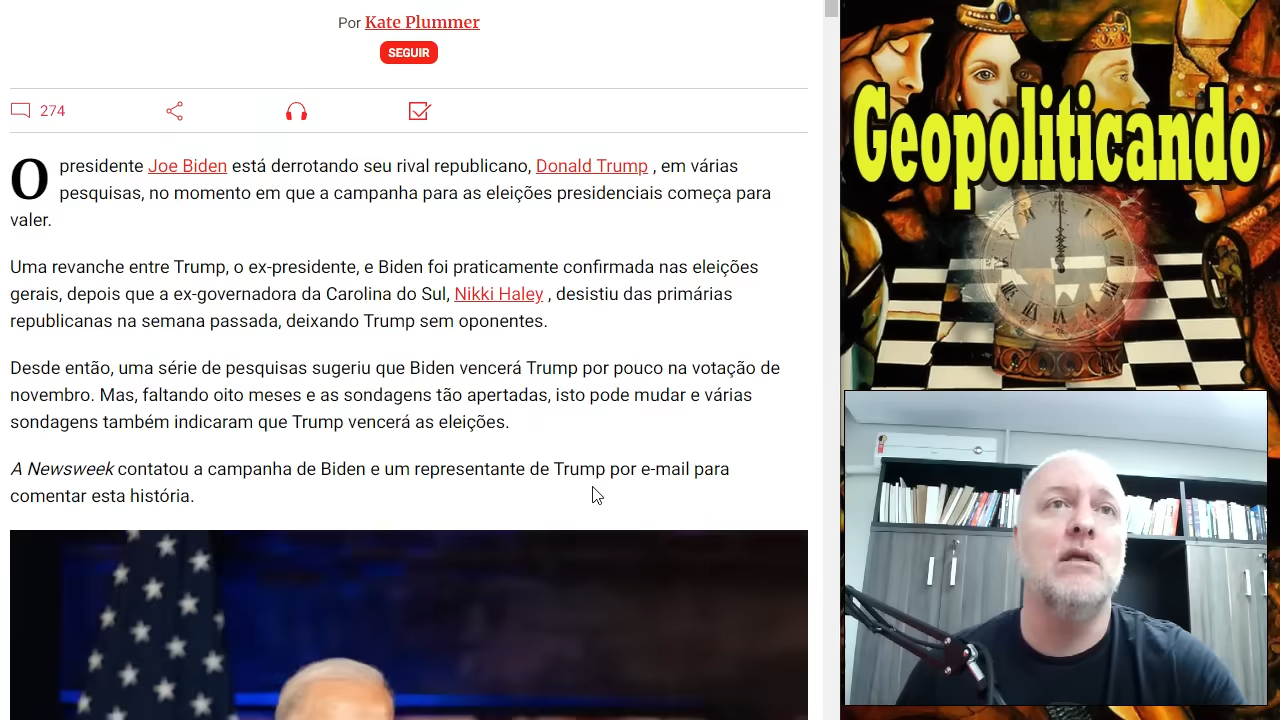 Por Kate Plummer
SEGUIR
274
O presidente Joe Biden está derrotando seu rival republicano, Donald Trump , em várias
pesquisas, no momento em que a campanha para as eleições presidenciais começa para
valer.
Uma revanche entre Trump, o ex-presidente, e Biden foi praticamente confirmada nas eleições
gerais, depois que a ex-governadora da Carolina do Sul, Nikki Haley , desistiu das primárias
republicanas na semana passada, deixando Trump sem oponentes.
Desde então, uma série de pesquisas sugeriu que Biden vencerá Trump por pouco na votação de
novembro. Mas, faltando oito meses e as sondagens tão apertadas, isto pode mudar e várias
sondagens também indicaram que Trump vencerá as eleições.
A Newsweek contatou a campanha de Biden e um representante de Trump por e-mail para
comentar esta história.
Geopoliticando